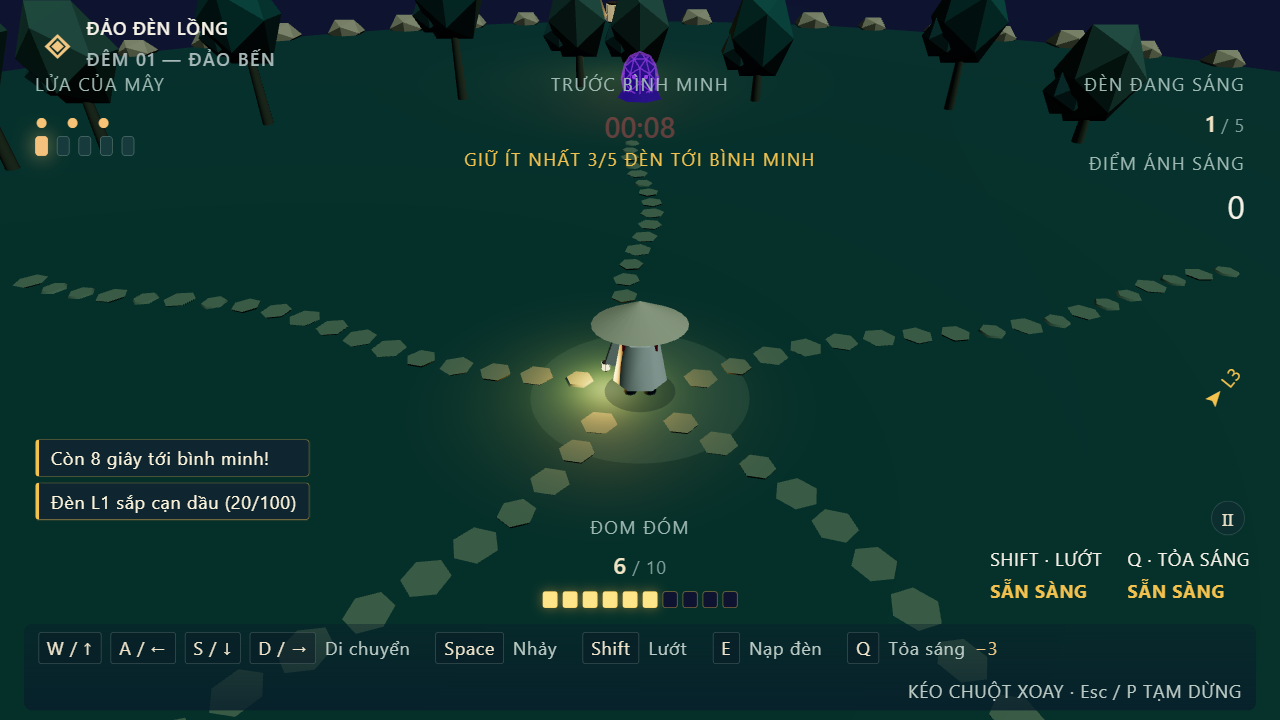 ĐẢO ĐÈN LỒNG
ĐÊM 01 — ĐẢO BẾN
LỬA CỦA MÂY
TRƯỚC BÌNH MINH
00:08
GIỮ ÍT NHẤT 3/5 ĐÈN TỚI BÌNH MINH
ĐÈN ĐANG SÁNG
1 / 5
ĐIỂM ÁNH SÁNG
0
L3
Còn 8 giây tới bình minh!
Đèn L1 sắp cạn dầu (20/100)
ĐOM ĐÓM
6 / 10
II
SHIFT · LƯỚT Q · TỎA SÁNG
SẴN SÀNG SẴN SÀNG
W / ↑ A / ← S / ↓ D / → Di chuyển Space Nhảy Shift Lướt E Nạp đèn Q Tỏa sáng −3
KÉO CHUỘT XOAY · Esc / P TẠM DỪNG